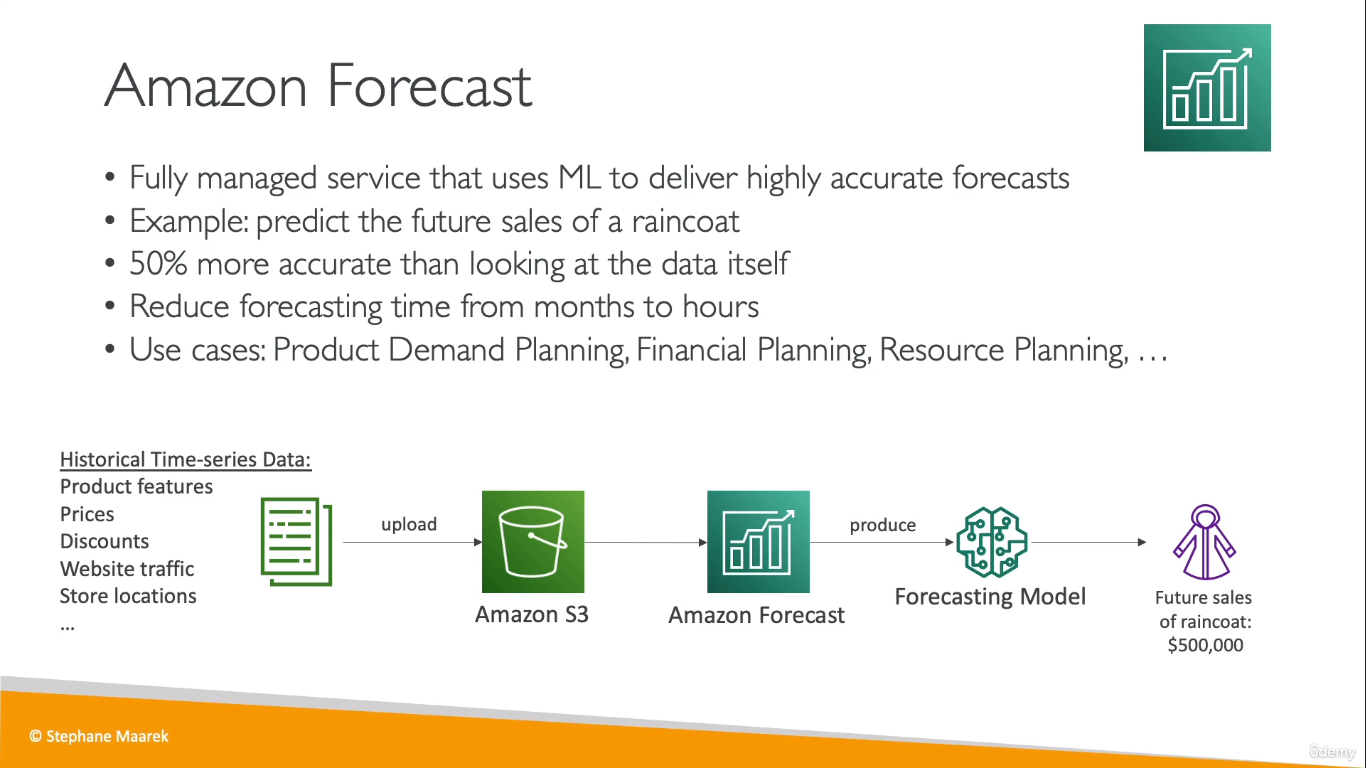 Amazon Forecast
• Fully managed service that uses ML to deliver highly accurate forecasts
• Example: predict the future sales of a raincoat
• 50% more accurate than looking at the data itself
• Reduce forecasting time from months to hours
• Use cases: Product Demand Planning, Financial Planning, Resource Planning, …
Historical Time-series Data:
Product features
Prices
Discounts
Website traffic
Store locations
...
upload
Amazon S3
Amazon Forecast
produce
Forecasting Model
Future sales
of raincoat:
$500,000
© Stephane Maarek
ûdemy